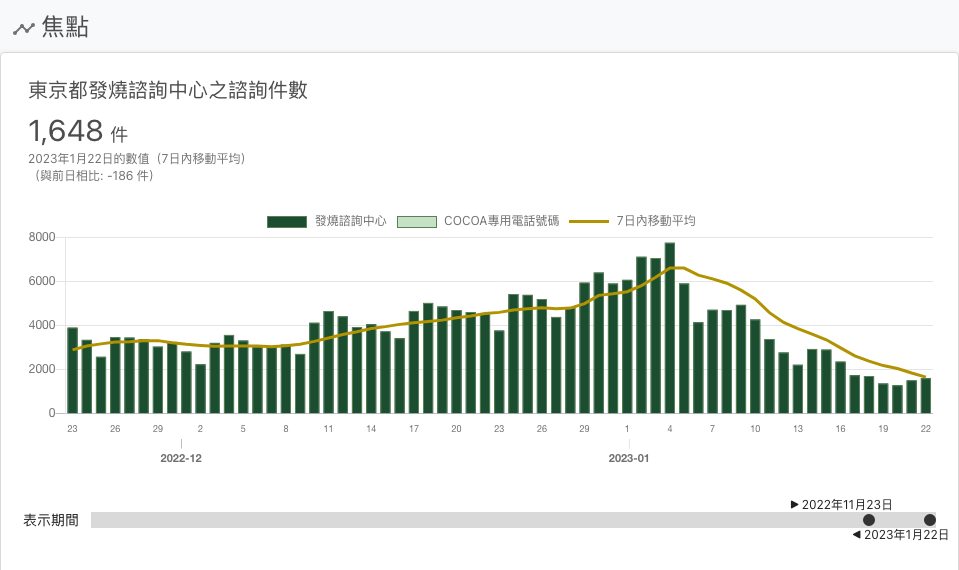 焦點
東京都發燒諮詢中心之諮詢件數
1,648 件
2023年1月22日的數值（7日內移動平均）
（與前日相比: -186 件）
發燒諮詢中心 COCOA專用電話號碼 7日內移動平均
8000
6000
4000
2000
0
23 26 29 2 5 8 11 14 17 20 23 26 29 1 4 7 10 13 16 19 22
2022-12 2023-01
▶ 2022年11月23日
表示期間
◀ 2023年1月22日